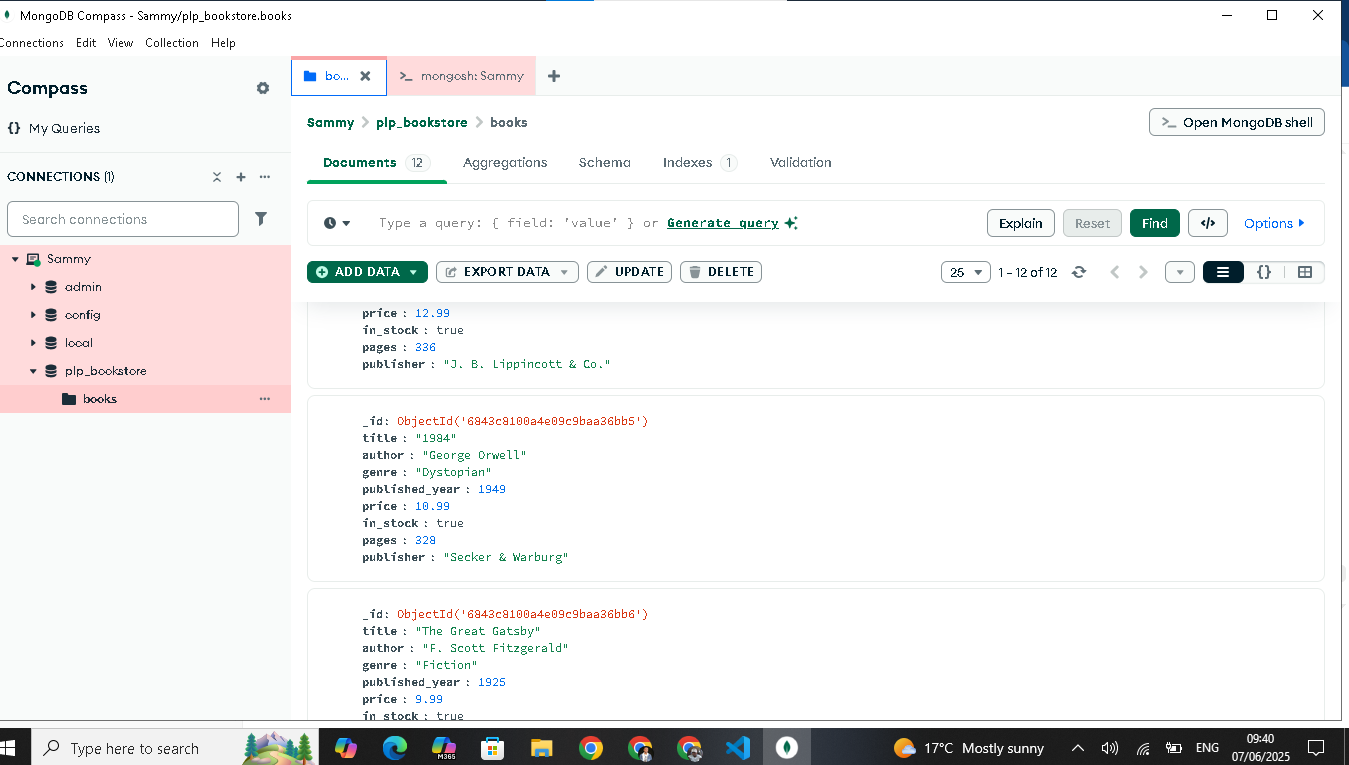 MongoDB Compass - Sammy/plp_bookstore.books
Connections Edit View Collection Help
Compass
bo...
mongosh: Sammy
{} My Queries
Sammy > plp_bookstore > books
>_ Open MongoDB shell
CONNECTIONS (1)
Documents 12 Aggregations Schema Indexes 1 Validation
Search connections
Type a query: { field: 'value' } or Generate query
Explain Reset Find </> Options
Sammy
admin
config
local
plp_bookstore
books
ADD DATA EXPORT DATA UPDATE DELETE
25 1 – 12 of 12 {}
price : 12.99
in_stock : true
pages : 336
publisher : "J. B. Lippincott & Co."
_id: ObjectId('6843c8100a4e09c9baa36bb5')
title : "1984"
author : "George Orwell"
genre : "Dystopian"
published_year : 1949
price : 10.99
in_stock : true
pages : 328
publisher : "Secker & Warburg"
_id: ObjectId('6843c8100a4e09c9baa36bb6')
title : "The Great Gatsby"
author : "F. Scott Fitzgerald"
genre : "Fiction"
published_year : 1925
price : 9.99
in_stock : true
Type here to search
M365
17°C Mostly sunny
ENG
09:40
07/06/2025